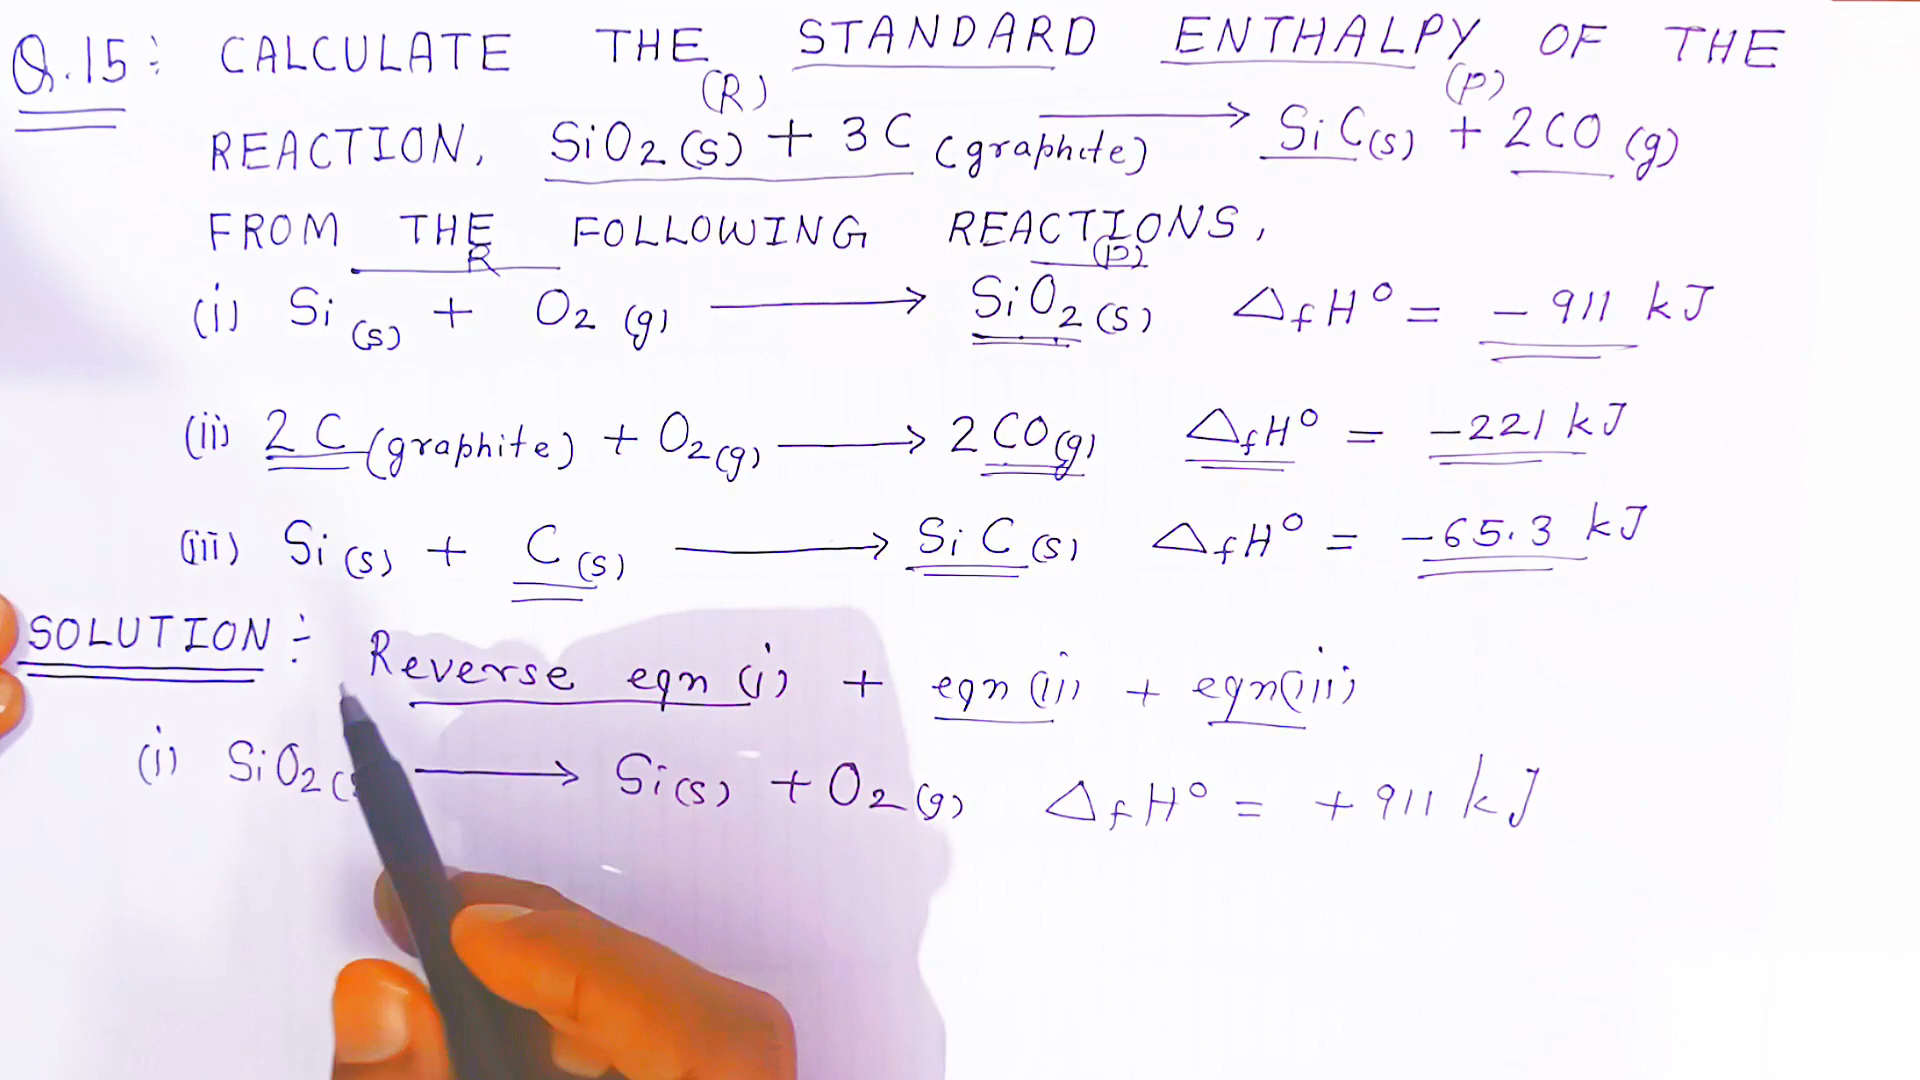 Q.15: CALCULATE THE STANDARD ENTHALPY OF THE
(R) (P)
REACTION, SiO2(s) + 3C (graphite) ⟶ SiC(s) + 2CO (g)
FROM THE FOLLOWING REACTIONS,
R (P)
(i) Si (s) + O2 (g) ⟶ SiO2 (s) ΔfH° = -911 kJ
(ii) 2C (graphite) + O2(g) ⟶ 2CO(g) ΔfH° = -221 kJ
(iii) Si (s) + C (s) ⟶ SiC (s) ΔfH° = -65.3 kJ
SOLUTION ÷ Reverse eqn (i) + eqn (ii) + eqn(iii)
(i) SiO2 ⟶ Si(s) + O2 (g) ΔfH° = +911 kJ